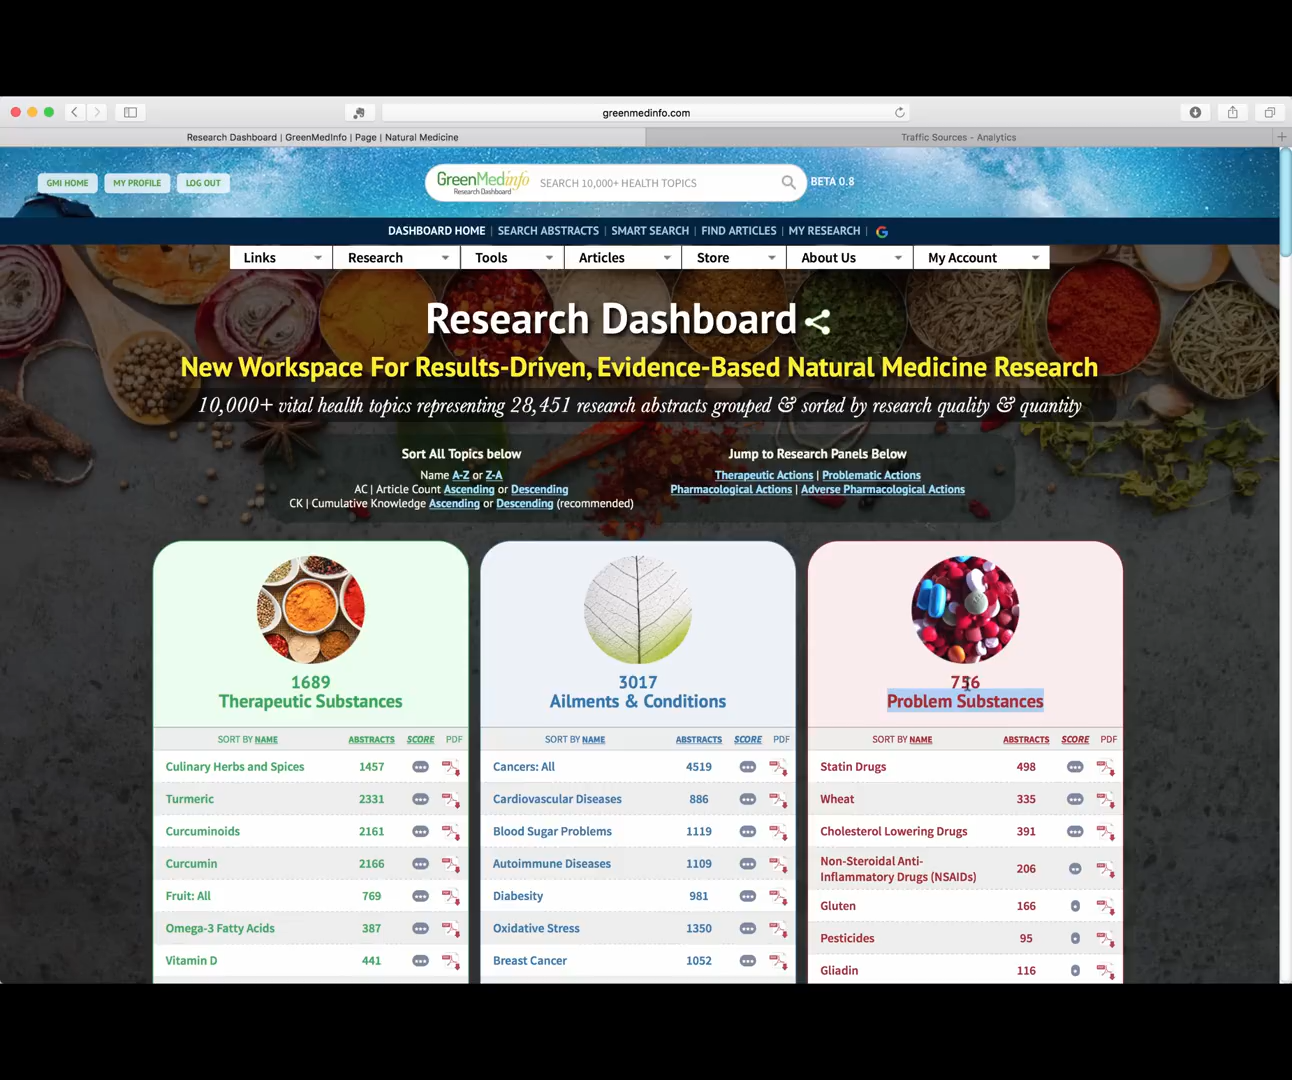 greenmedinfo.com
Research Dashboard | GreenMedInfo | Page | Natural Medicine
Traffic Sources - Analytics
GMI HOME
MY PROFILE
LOG OUT
GreenMedinfo
Research Dashboard
SEARCH 10,000+ HEALTH TOPICS
BETA 0.8
DASHBOARD HOME | SEARCH ABSTRACTS | SMART SEARCH | FIND ARTICLES | MY RESEARCH |
Links Research Tools Articles Store About Us My Account
Research Dashboard
New Workspace For Results-Driven, Evidence-Based Natural Medicine Research
10,000+ vital health topics representing 28,451 research abstracts grouped & sorted by research quality & quantity
Sort All Topics below
Name A-Z or Z-A
AC | Article Count Ascending or Descending
CK | Cumulative Knowledge Ascending or Descending (recommended)
Jump to Research Panels Below
Therapeutic Actions | Problematic Actions
Pharmacological Actions | Adverse Pharmacological Actions
1689
Therapeutic Substances
SORT BY NAME ABSTRACTS SCORE PDF
Culinary Herbs and Spices 1457
Turmeric 2331
Curcuminoids 2161
Curcumin 2166
Fruit: All 769
Omega-3 Fatty Acids 387
Vitamin D 441
3017
Ailments & Conditions
SORT BY NAME ABSTRACTS SCORE PDF
Cancers: All 4519
Cardiovascular Diseases 886
Blood Sugar Problems 1119
Autoimmune Diseases 1109
Diabesity 981
Oxidative Stress 1350
Breast Cancer 1052
Problem Substances
SORT BY NAME ABSTRACTS SCORE PDF
Statin Drugs 498
Wheat 335
Cholesterol Lowering Drugs 391
Non-Steroidal Anti-
Inflammatory Drugs (NSAIDs) 206
Gluten 166
Pesticides 95
Gliadin 116